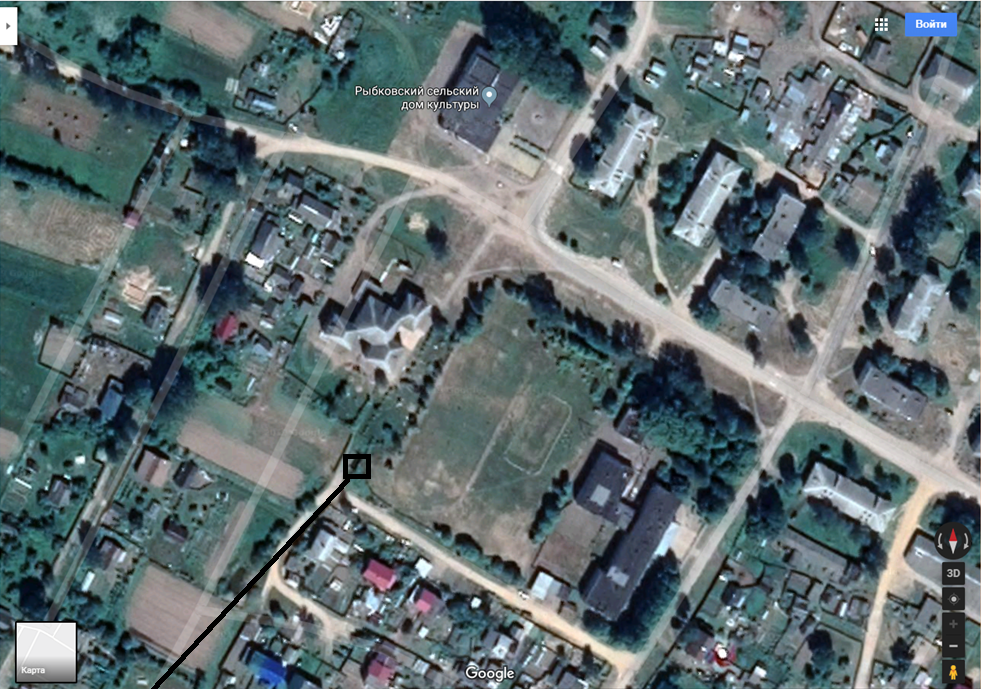 Войти
Рыбковский сельский
дом культуры
3D
Карта
Google